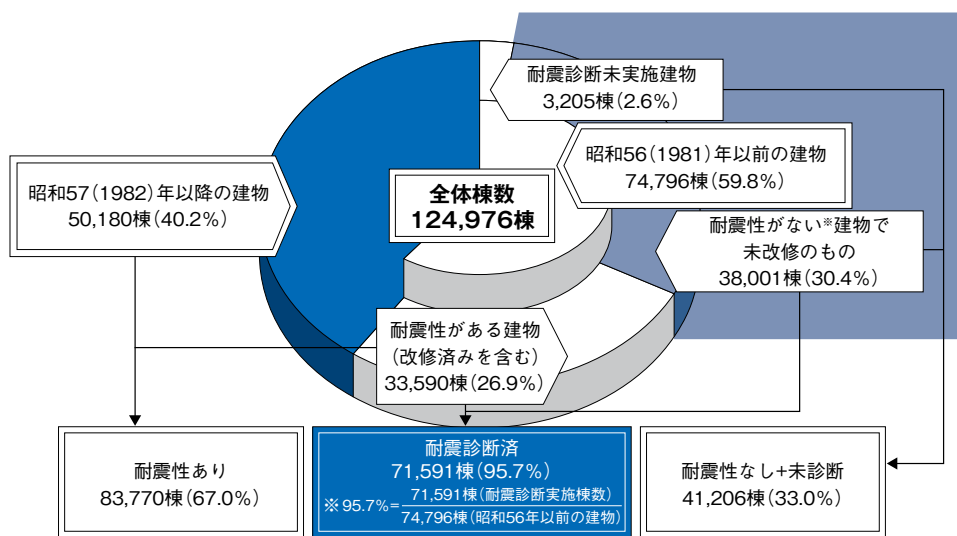 耐震診断未実施建物
3,205棟(2.6%)
昭和56(1981)年以前の建物
74,796棟(59.8%)
昭和57(1982)年以降の建物
50,180棟(40.2%)
全体棟数
124,976棟
耐震性がない※建物で
未改修のもの
38,001棟(30.4%)
耐震性がある建物
(改修済みを含む)
33,590棟(26.9%)
耐震性あり
83,770棟(67.0%)
耐震診断済
71,591棟(95.7%)
※95.7%=71,591棟(耐震診断実施棟数)
74,796棟(昭和56年以前の建物)
耐震性なし+未診断
41,206棟(33.0%)